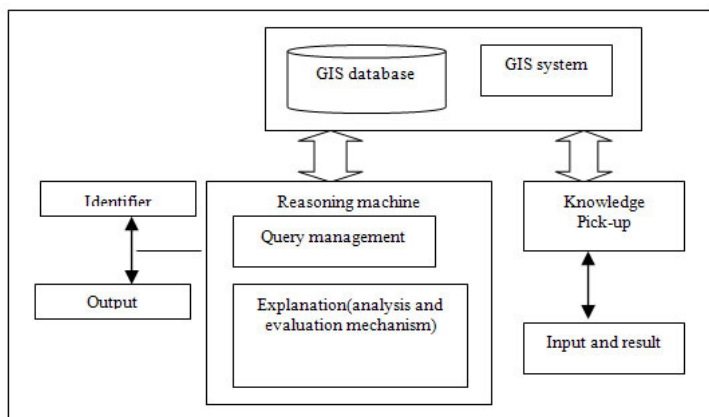 GIS database
GIS system
Identifier
Output
Reasoning machine
Query management
Explanation(analysis and
evaluation mechanism)
Knowledge
Pick-up
Input and result